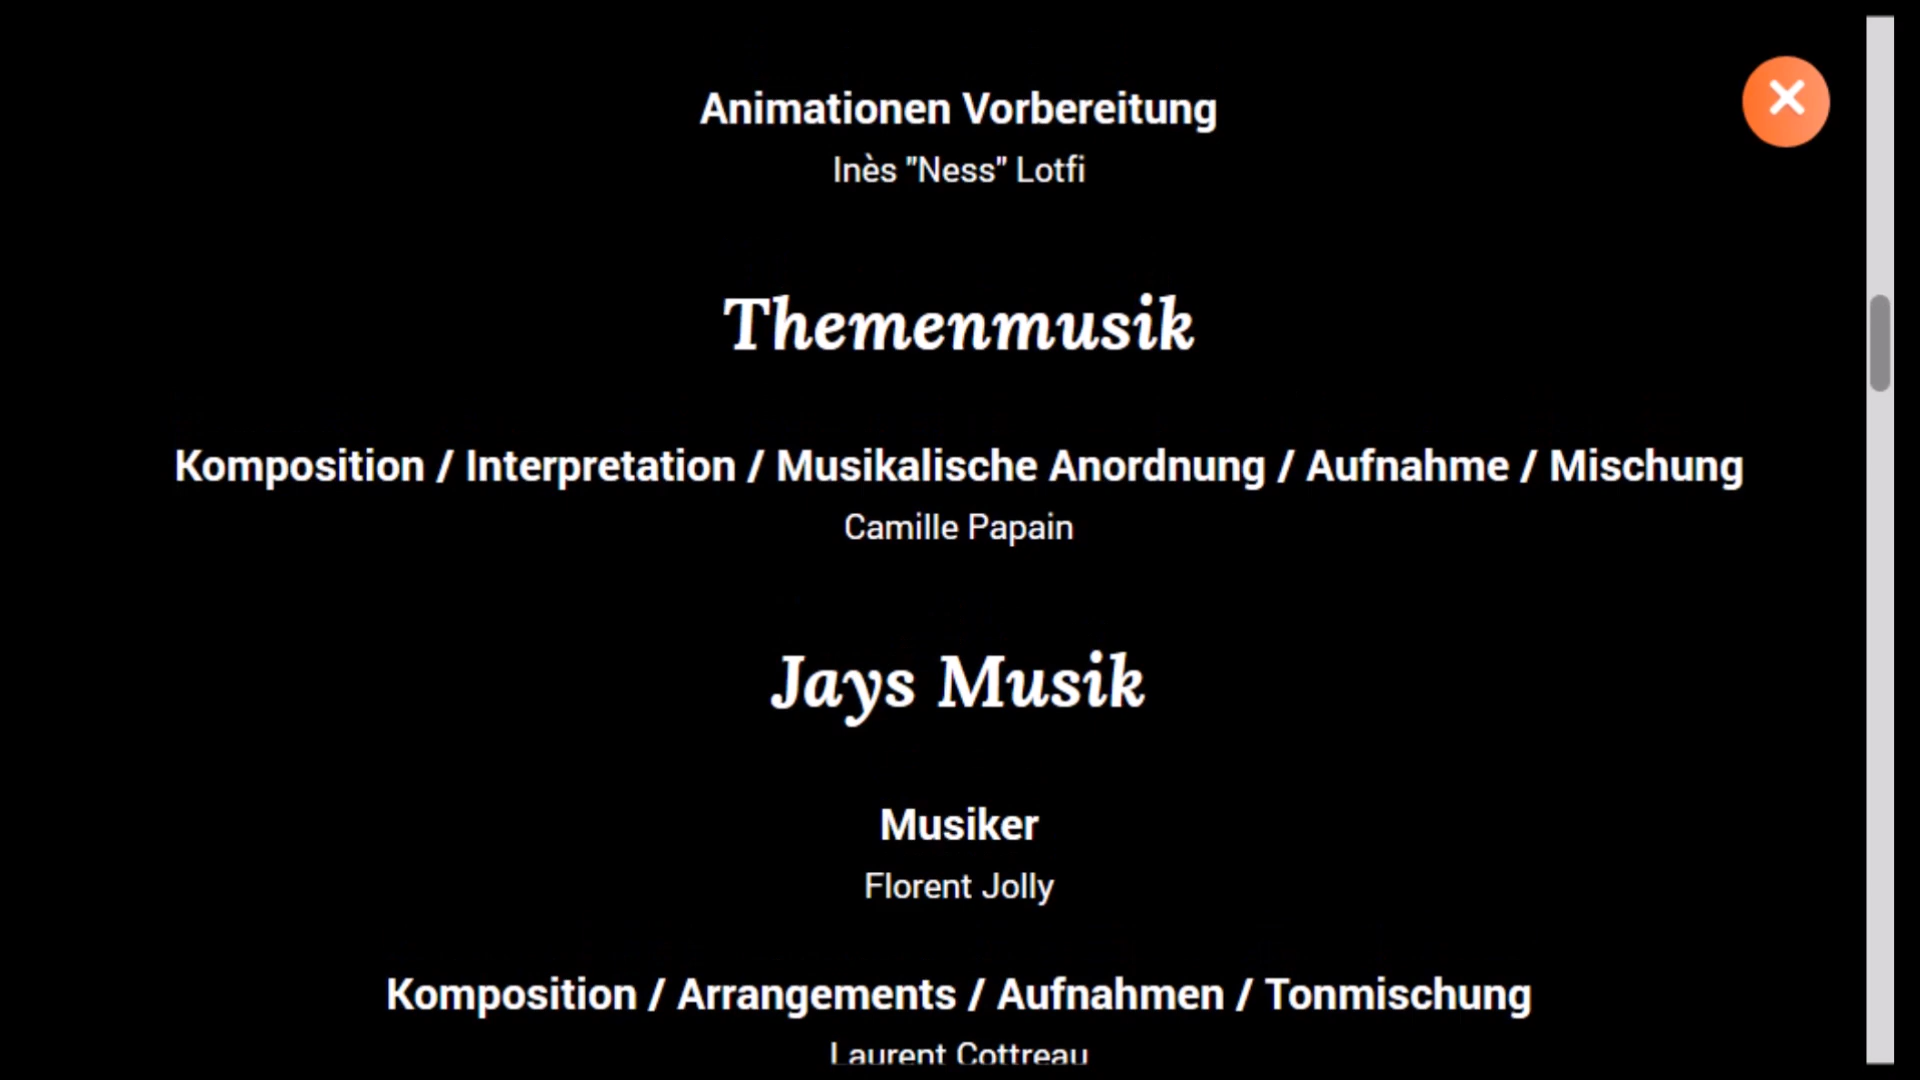 Animationen Vorbereitung
Inès "Ness" Lotfi
Themenmusik
Komposition / Interpretation / Musikalische Anordnung / Aufnahme / Mischung
Camille Papain
Jays Musik
Musiker
Florent Jolly
Komposition / Arrangements / Aufnahmen / Tonmischung
Laurent Cottreau